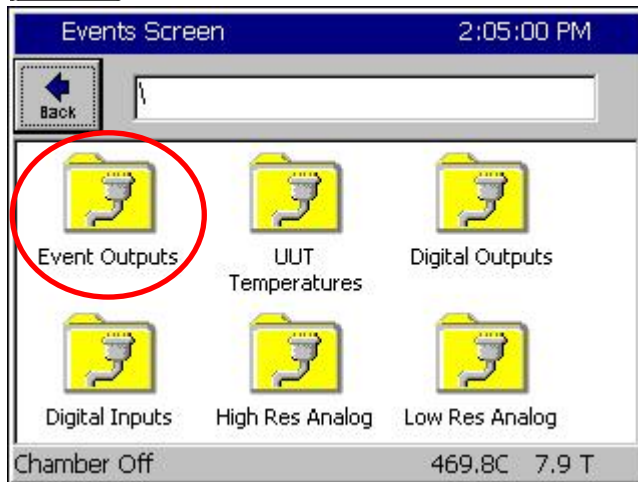 Events Screen 2:05:00 PM
Back
\
Event Outputs UUT Temperatures Digital Outputs
Digital Inputs High Res Analog Low Res Analog
Chamber Off 469.8C 7.9 T